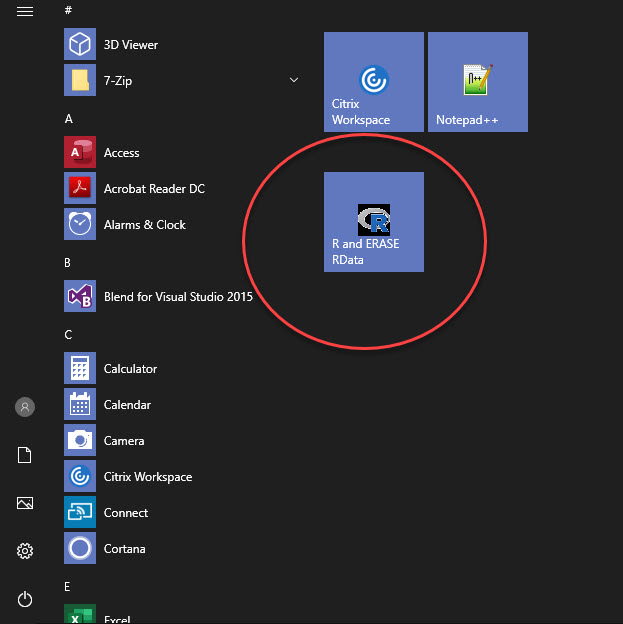 #
3D Viewer
7-Zip
A
Access
Acrobat Reader DC
Alarms & Clock
B
Blend for Visual Studio 2015
C
Calculator
Calendar
Camera
Citrix Workspace
Connect
Cortana
E
Excel
Citrix
Workspace
Notepad++
R and ERASE
RData